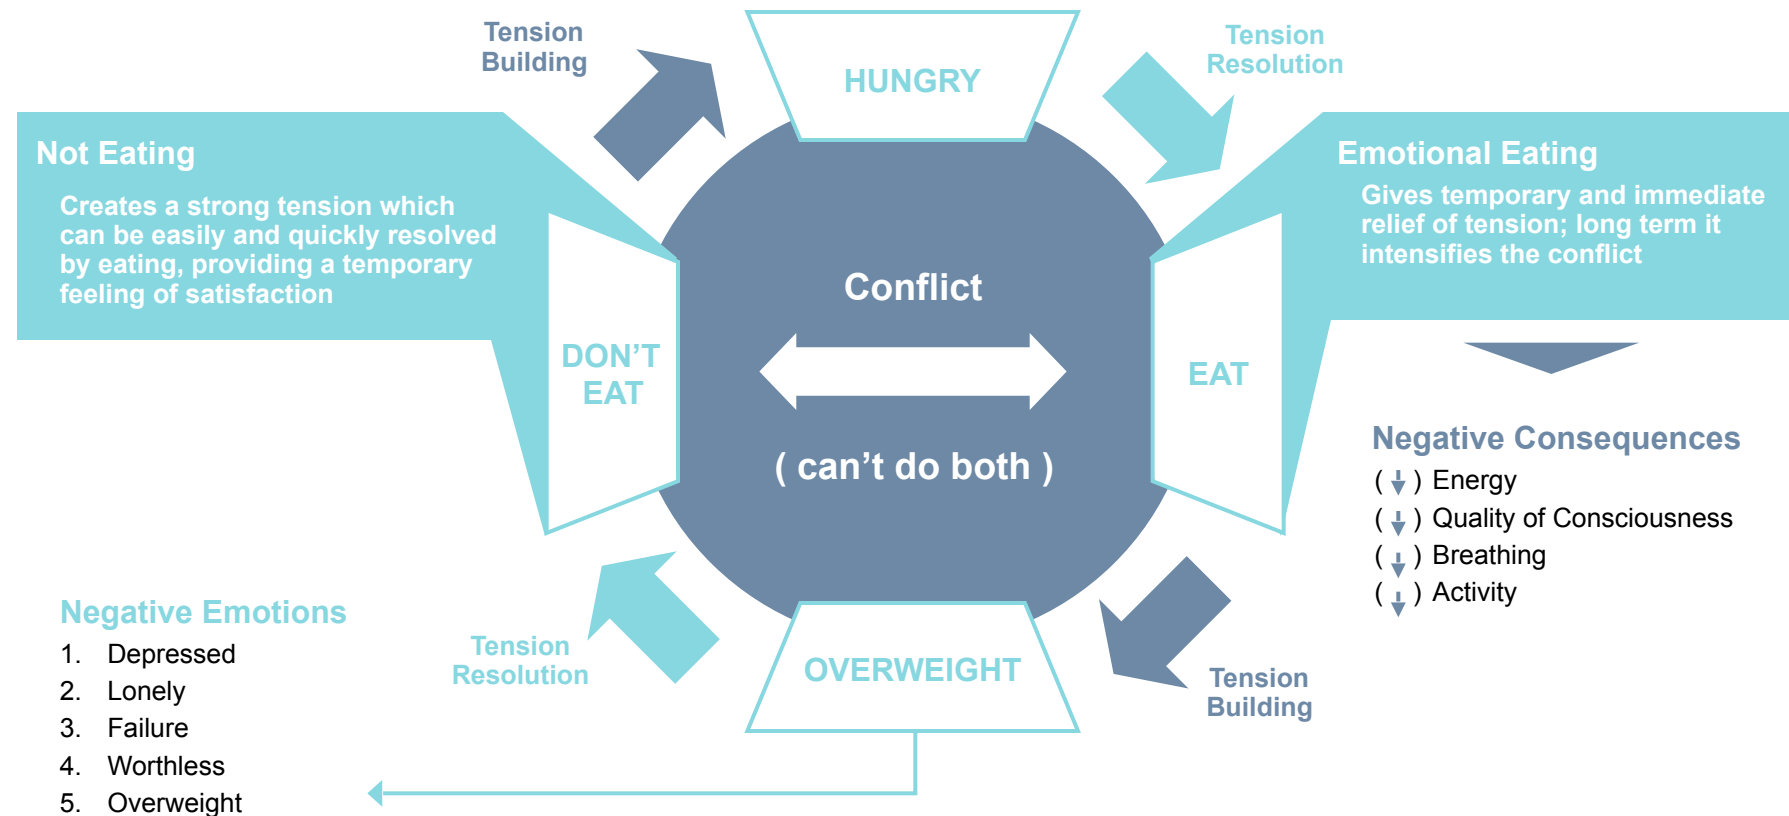 Tension
Building
HUNGRY
Tension
Resolution
Not Eating
Creates a strong tension which
can be easily and quickly resolved
by eating, providing a temporary
feeling of satisfaction
Emotional Eating
Gives temporary and immediate
relief of tension; long term it
intensifies the conflict
Conflict
DON’T
EAT
EAT
( can’t do both )
Negative Consequences
( ) Energy
( ) Quality of Consciousness
( ) Breathing
( ) Activity
Negative Emotions
1. Depressed
2. Lonely
3. Failure
4. Worthless
5. Overweight
Tension
Resolution
OVERWEIGHT
Tension
Building